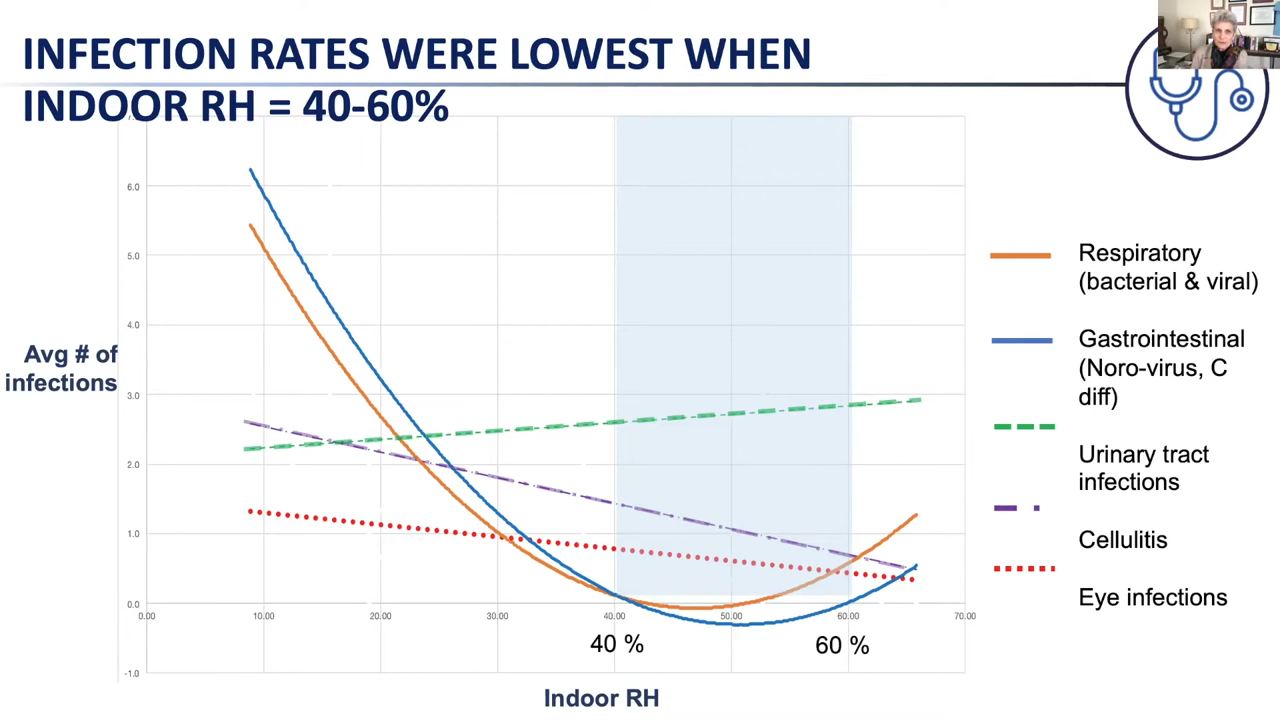 INFECTION RATES WERE LOWEST WHEN
INDOOR RH = 40-60%
6.0
5.0
4.0
3.0
2.0
1.0
0.0
-1.0
Avg # of
infections
0.00
10.00
20.00
30.00
40.00
50.00
60.00
70.00
40 %
60 %
Indoor RH
Respiratory
(bacterial & viral)
Gastrointestinal
(Noro-virus, C
diff)
Urinary tract
infections
Cellulitis
Eye infections